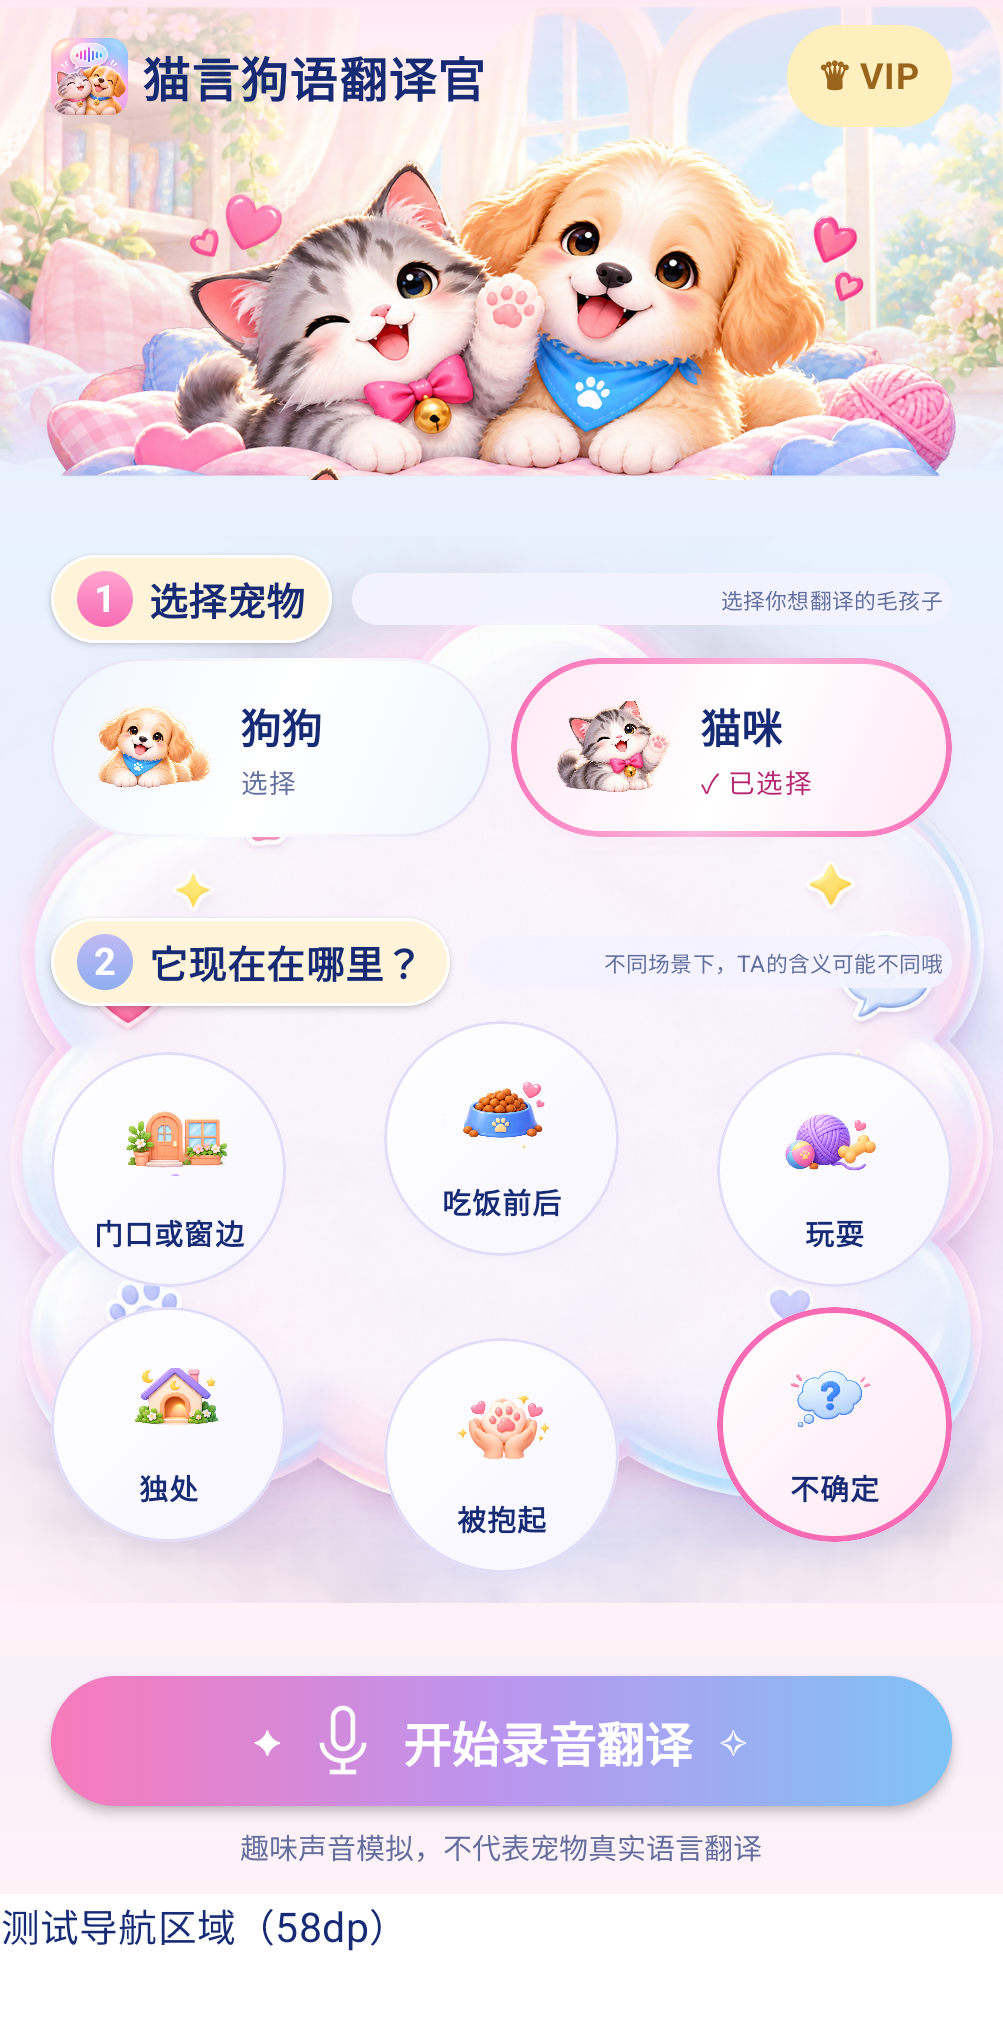 猫言狗语翻译官
VIP
1 选择宠物
选择你想翻译的毛孩子
狗狗
选择
猫咪
✓ 已选择
2 它现在在哪里？
不同场景下，TA的含义可能不同哦
门口或窗边
吃饭前后
玩耍
独处
被抱起
不确定
开始录音翻译
趣味声音模拟，不代表宠物真实语言翻译
测试导航区域（58dp）